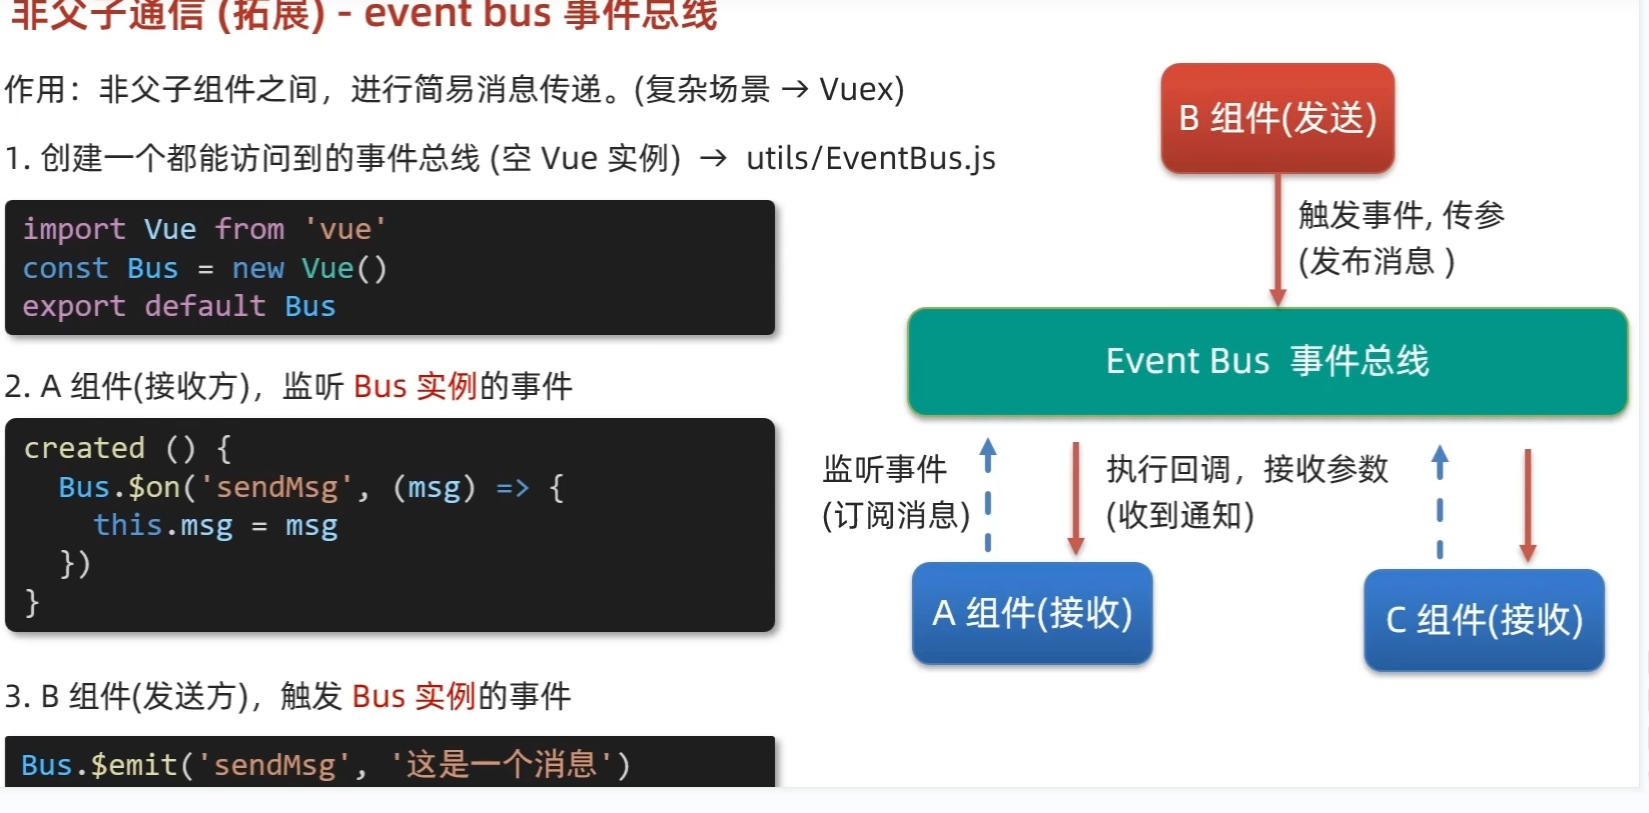 非父子通信 (拓展) - event bus 事件总线
作用：非父子组件之间，进行简易消息传递。(复杂场景 → Vuex)
1. 创建一个都能访问到的事件总线 (空 Vue 实例) → utils/EventBus.js
import Vue from 'vue'
const Bus = new Vue()
export default Bus
2. A 组件(接收方)，监听 Bus 实例的事件
created () {
  Bus.$on('sendMsg', (msg) => {
    this.msg = msg
  })
}
3. B 组件(发送方)，触发 Bus 实例的事件
Bus.$emit('sendMsg', '这是一个消息')
B 组件(发送)
触发事件, 传参
(发布消息 )
Event Bus 事件总线
监听事件
(订阅消息)
执行回调，接收参数
(收到通知)
A 组件(接收)
C 组件(接收)